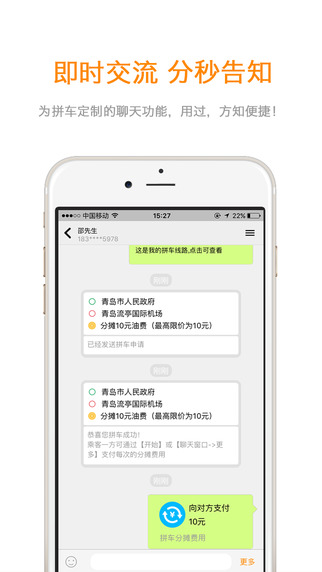 即时交流 分秒告知
为拼车定制的聊天功能，用过，方知便捷！
中国移动 15:27 22%
邵先生
183****5978
这是我的拼车线路,点击可查看
刚刚
青岛市人民政府
青岛流亭国际机场
分摊10元油费（最高限价为10元）
已经发送拼车申请
刚刚
青岛市人民政府
青岛流亭国际机场
分摊10元油费（最高限价为10元）
恭喜您拼车成功！
乘客一方可通过【开始】或【聊天窗口->更
多】支付每次的分摊费用
刚刚
向对方支付
10元
拼车分摊费用
更多